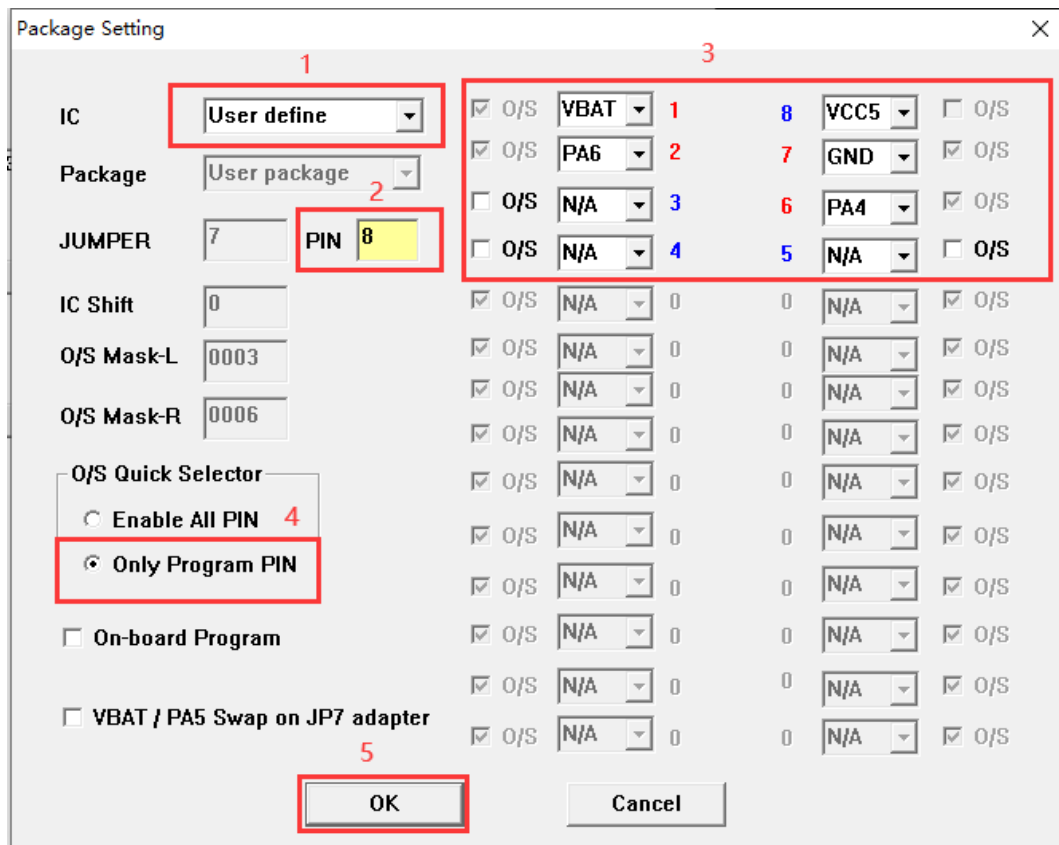 Package Setting
1
3
IC User define
O/S VBAT 1 8 VCC5 O/S
Package User package
O/S PA6 2 7 GND O/S
2
JUMPER 7 PIN 8
O/S N/A 3 6 PA4 O/S
O/S N/A 4 5 N/A O/S
IC Shift 0
O/S N/A 0 0 N/A O/S
O/S Mask-L 0003
O/S N/A 0 0 N/A O/S
O/S N/A 0 0 N/A O/S
O/S Mask-R 0006
O/S N/A 0 0 N/A O/S
O/S Quick Selector
O/S N/A 0 0 N/A O/S
Enable All PIN 4
O/S N/A 0 0 N/A O/S
Only Program PIN
O/S N/A 0 0 N/A O/S
On-board Program
O/S N/A 0 0 N/A O/S
O/S N/A 0 0 N/A O/S
VBAT / PA5 Swap on JP7 adapter
O/S N/A 0 0 N/A O/S
5
OK Cancel